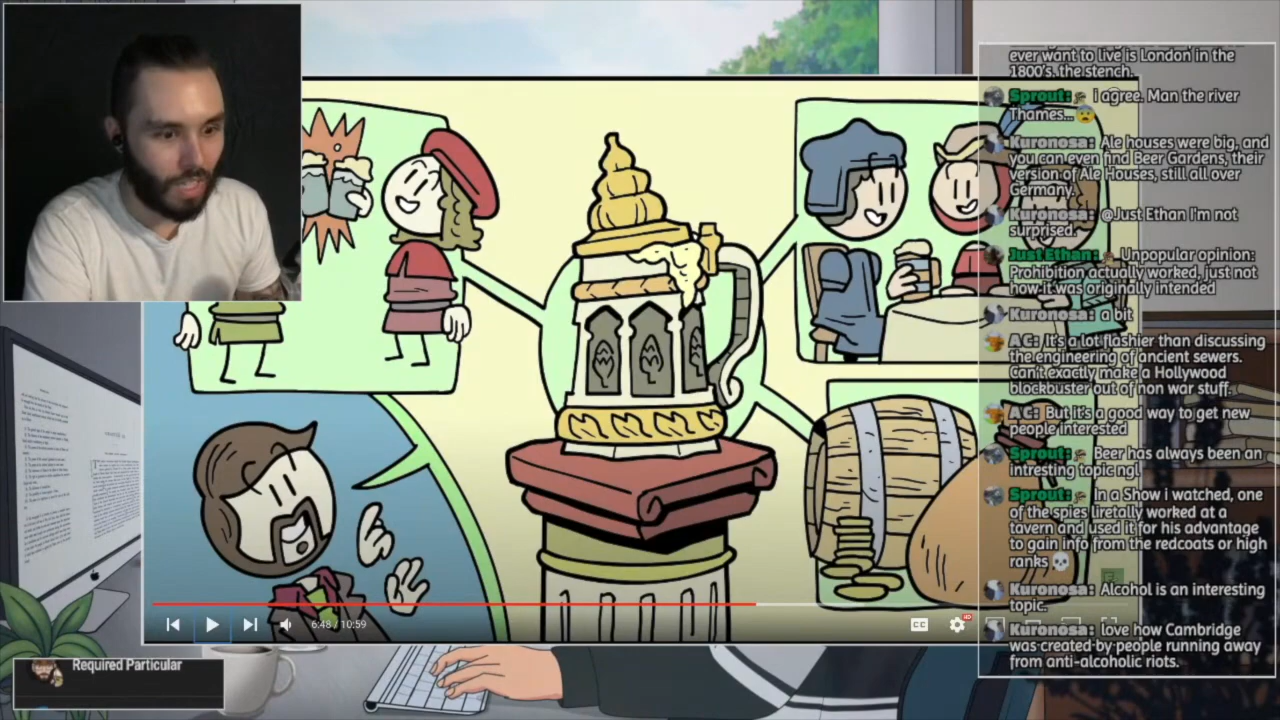 ever want to live is London in the
1800's. the stench.
Sprout: i agree. Man the river
Thames...😨
Kuronosa: Ale houses were big, and
you can even find Beer Gardens, their
version of Ale Houses, still all over
Germany.
Kuronosa: @Just Ethan I'm not
surprised.
Just Ethan: Unpopular opinion:
Prohibition actually worked, just not
how it was originally intended
Kuronosa: a bit
AC: It's a lot flashier than discussing
the engineering of ancient sewers.
Can't exactly make a Hollywood
blockbuster out of non war stuff.
AC: But it's a good way to get new
people interested
Sprout: Beer has always been an
intresting topic ngl
Sprout: In a Show i watched, one
of the spies liretally worked at a
tavern and used it for his advantage
to gain info from the redcoats or high
ranks 💀
Kuronosa: Alcohol is an interesting
topic.
Kuronosa: love how Cambridge
was created by people running away
from anti-alcoholic riots.
6:48 / 10:59
CC
HD
Required Particular